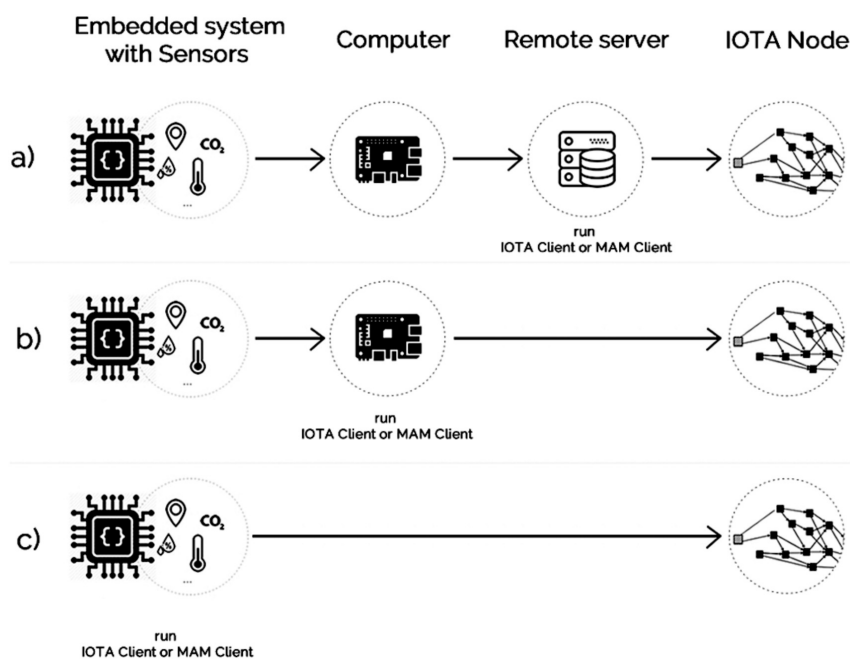 Embedded system
with Sensors
Computer
Remote server
IOTA Node
a)
CO₂
%
...
run
IOTA Client or MAM Client
b)
CO₂
%
...
run
IOTA Client or MAM Client
c)
CO₂
%
...
run
IOTA Client or MAM Client